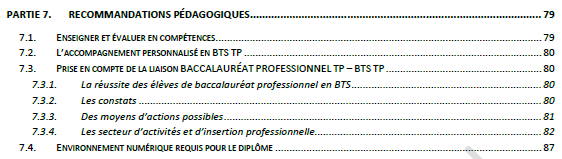 PARTIE 7. RECOMMANDATIONS PÉDAGOGIQUES 79
7.1. ENSEIGNER ET ÉVALUER EN COMPÉTENCES 79
7.2. L'ACCOMPAGNEMENT PERSONNALISÉ EN BTS TP 80
7.3. PRISE EN COMPTE DE LA LIAISON BACCALAURÉAT PROFESSIONNEL TP – BTS TP 80
7.3.1. La réussite des élèves de baccalauréat professionnel en BTS 80
7.3.2. Les constats 80
7.3.3. Des moyens d'actions possibles 81
7.3.4. Les secteur d'activités et d'insertion professionnelle 82
7.4. ENVIRONNEMENT NUMÉRIQUE REQUIS POUR LE DIPLÔME 87